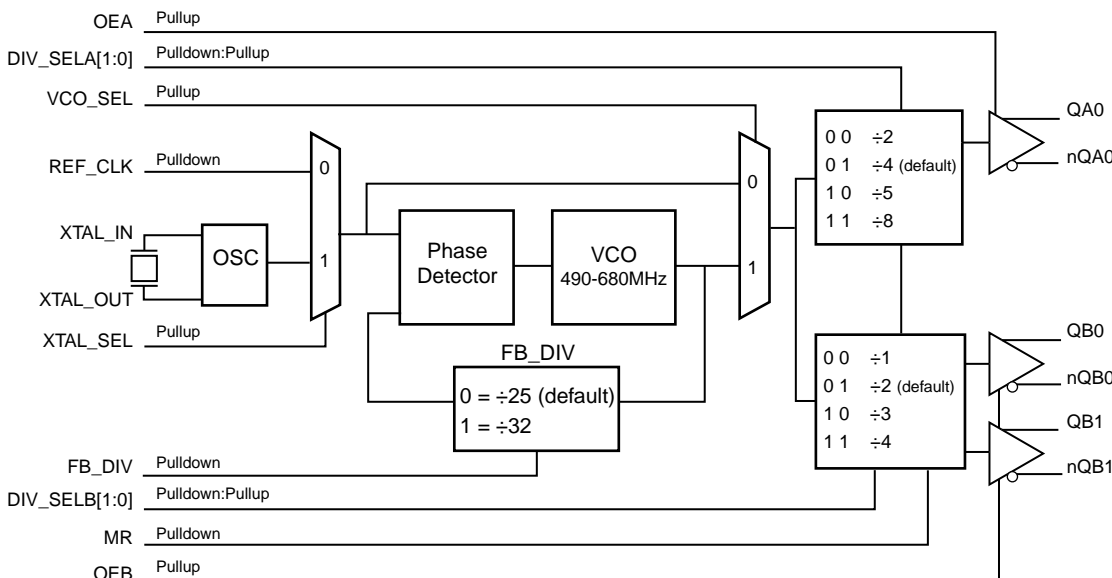 OEA Pullup
DIV_SELA[1:0] Pulldown:Pullup
VCO_SEL Pullup
REF_CLK Pulldown
XTAL_IN
XTAL_OUT
OSC
XTAL_SEL Pullup
0
1
Phase
Detector
VCO
490-680MHz
0
1
FB_DIV
0 = ÷25 (default)
1 = ÷32
0 0 ÷2
0 1 ÷4 (default)
1 0 ÷5
1 1 ÷8
0 0 ÷1
0 1 ÷2 (default)
1 0 ÷3
1 1 ÷4
QA0
nQA0
QB0
nQB0
QB1
nQB1
FB_DIV Pulldown
DIV_SELB[1:0] Pulldown:Pullup
MR Pulldown
OEB Pullup